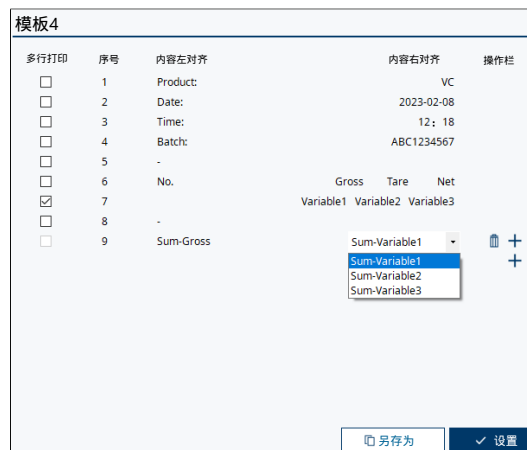 模板4
多行打印 序号 内容左对齐 内容右对齐 操作栏
1 Product: VC
2 Date: 2023-02-08
3 Time: 12：18
4 Batch: ABC1234567
5 -
6 No. Gross Tare Net
7 Variable1 Variable2 Variable3
8 -
9 Sum-Gross Sum-Variable1
Sum-Variable1
Sum-Variable2
Sum-Variable3
另存为 设置